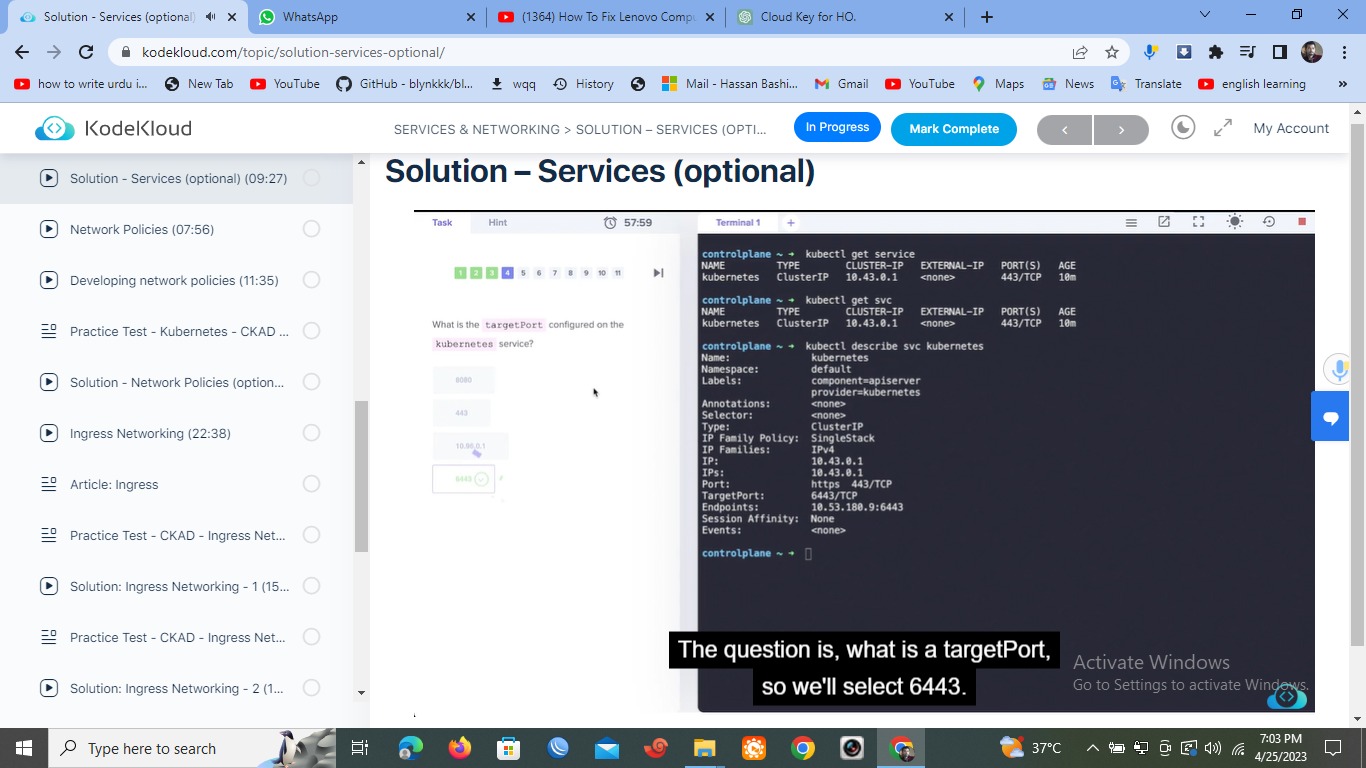 Solution - Services (optional)
WhatsApp
(1364) How To Fix Lenovo Compu
Cloud Key for HO.
kodekloud.com/topic/solution-services-optional/
how to write urdu i...
New Tab
YouTube
GitHub - blynkkk/bl...
wqq
History
Mail - Hassan Bashi...
Gmail
YouTube
Maps
News
Translate
english learning
»
KodeKloud
SERVICES & NETWORKING > SOLUTION – SERVICES (OPTI...
In Progress
Mark Complete
My Account
Solution - Services (optional) (09:27)
Network Policies (07:56)
Developing network policies (11:35)
Practice Test - Kubernetes - CKAD ...
Solution - Network Policies (option...
Ingress Networking (22:38)
Article: Ingress
Practice Test - CKAD - Ingress Net...
Solution: Ingress Networking - 1 (15...
Practice Test - CKAD - Ingress Net...
Solution: Ingress Networking - 2 (1...
Solution – Services (optional)
Task
Hint
57:59
Terminal 1
+
1 2 3 4 5 6 7 8 9 10 11
What is the targetPort configured on the
kubernetes service?
8080
443
10.96.0.1
6443
controlplane ~ ➜ kubectl get service
NAME TYPE CLUSTER-IP EXTERNAL-IP PORT(S) AGE
kubernetes ClusterIP 10.43.0.1 <none> 443/TCP 10m
controlplane ~ ➜ kubectl get svc
NAME TYPE CLUSTER-IP EXTERNAL-IP PORT(S) AGE
kubernetes ClusterIP 10.43.0.1 <none> 443/TCP 10m
controlplane ~ ➜ kubectl describe svc kubernetes
Name: kubernetes
Namespace: default
Labels: component=apiserver
provider=kubernetes
Annotations: <none>
Selector: <none>
Type: ClusterIP
IP Family Policy: SingleStack
IP Families: IPv4
IP: 10.43.0.1
IPs: 10.43.0.1
Port: https 443/TCP
TargetPort: 6443/TCP
Endpoints: 10.53.180.9:6443
Session Affinity: None
Events: <none>
controlplane ~ ➜
The question is, what is a targetPort,
so we'll select 6443.
Activate Windows
Go to Settings to activate Windows.
Type here to search
37°C
7:03 PM
4/25/2023